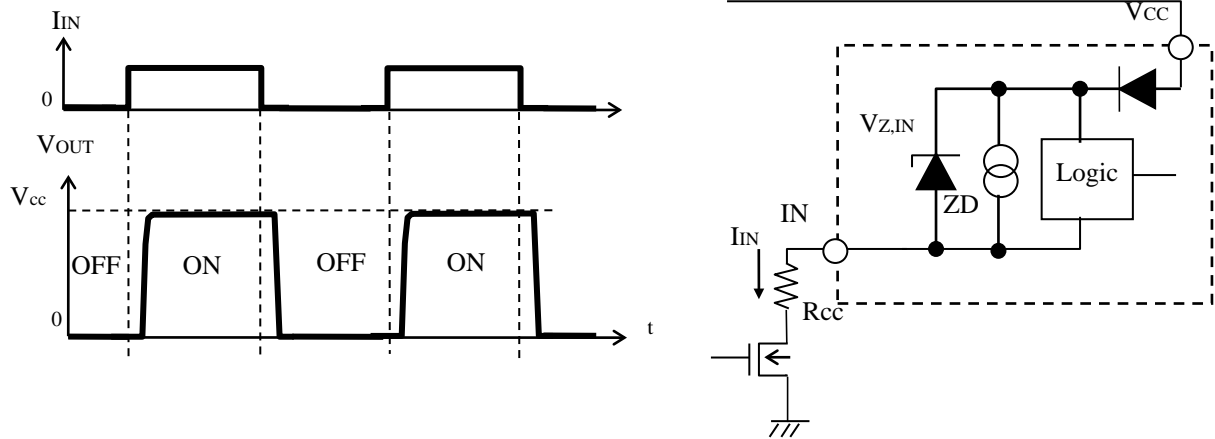 IIN
0
VOUT
Vcc
OFF
ON
OFF
ON
0
t
VCC
VZ,IN
ZD
Logic
IN
IIN
Rcc